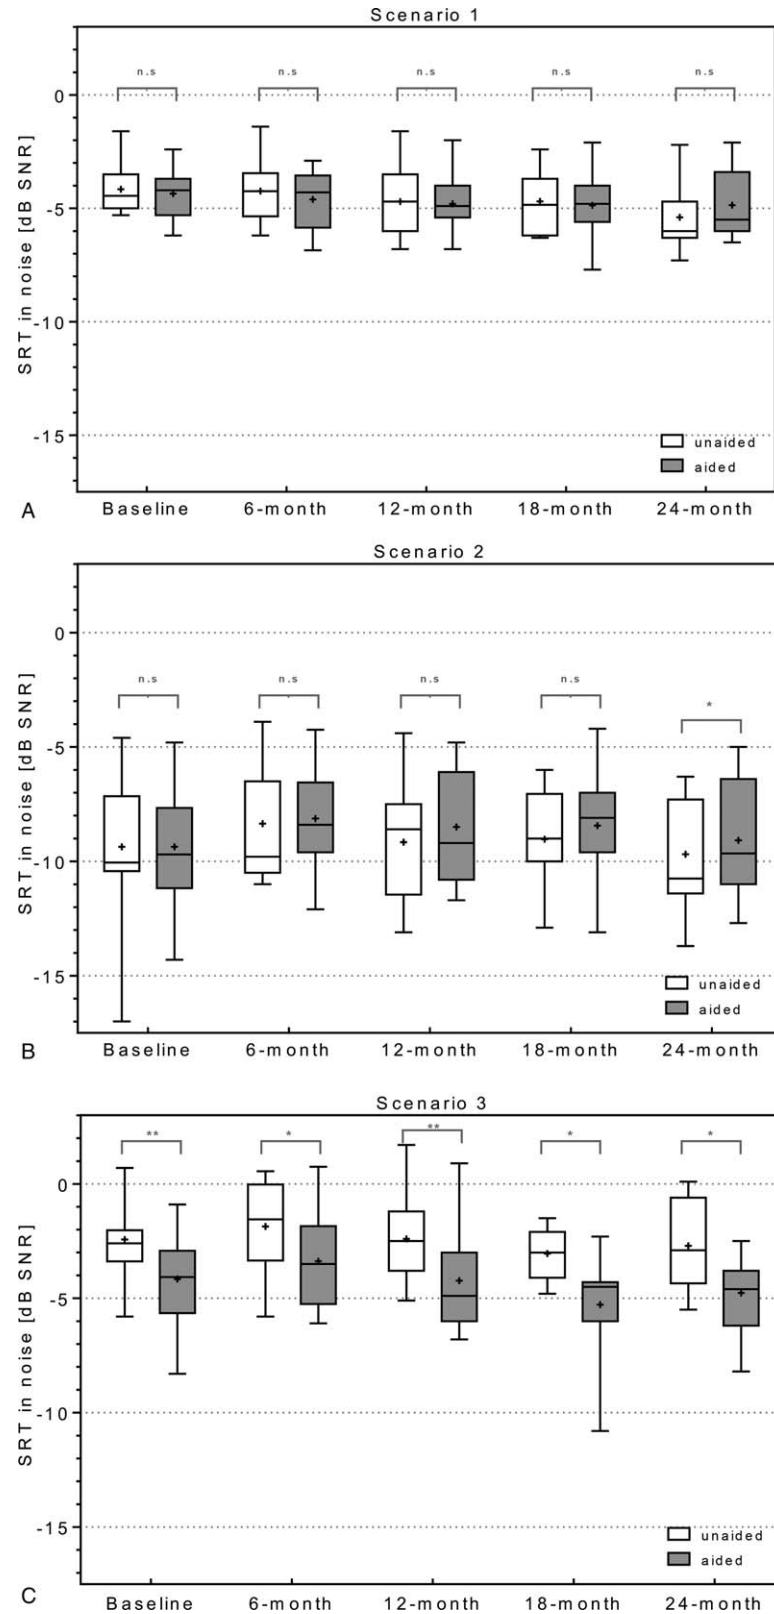 Scenario 1
n.s n.s n.s n.s n.s
0
-5
-10
-15
SRT in noise [dB SNR]
unaided
aided
A
Baseline 6-month 12-month 18-month 24-month
Scenario 2
n.s n.s n.s n.s *
0
-5
-10
-15
SRT in noise [dB SNR]
unaided
aided
B
Baseline 6-month 12-month 18-month 24-month
Scenario 3
** * ** * *
0
-5
-10
-15
SRT in noise [dB SNR]
unaided
aided
C
Baseline 6-month 12-month 18-month 24-month